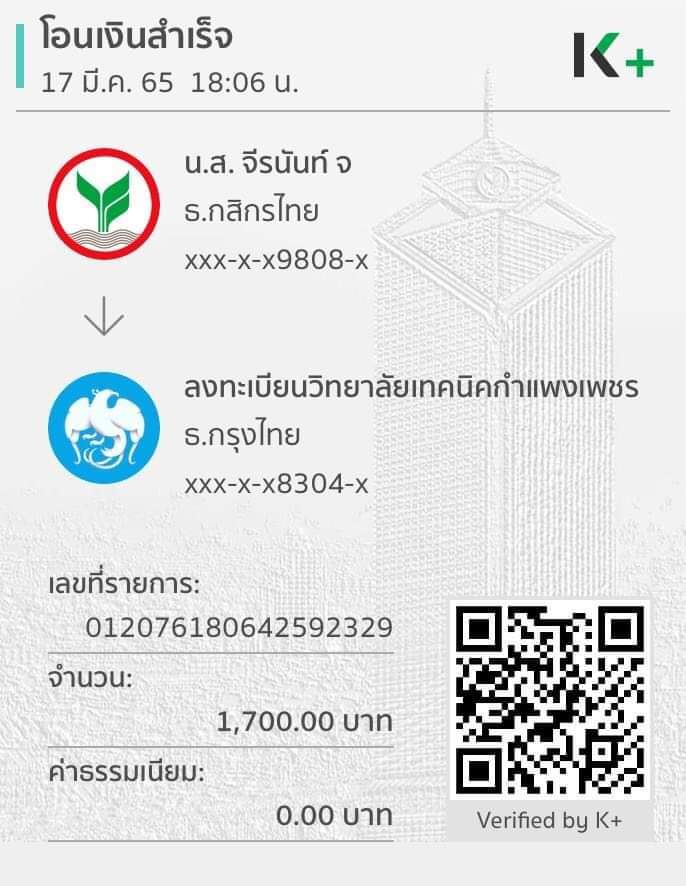 โอนเงินสำเร็จ
17 มี.ค. 65 18:06 น.
K+
น.ส. จีรนันท์ จ
ธ.กสิกรไทย
xxx-x-x9808-x
ลงทะเบียนวิทยาลัยเทคนิคกำแพงเพชร
ธ.กรุงไทย
xxx-x-x8304-x
เลขที่รายการ:
012076180642592329
จำนวน:
1,700.00 บาท
ค่าธรรมเนียม:
0.00 บาท
Verified by K+